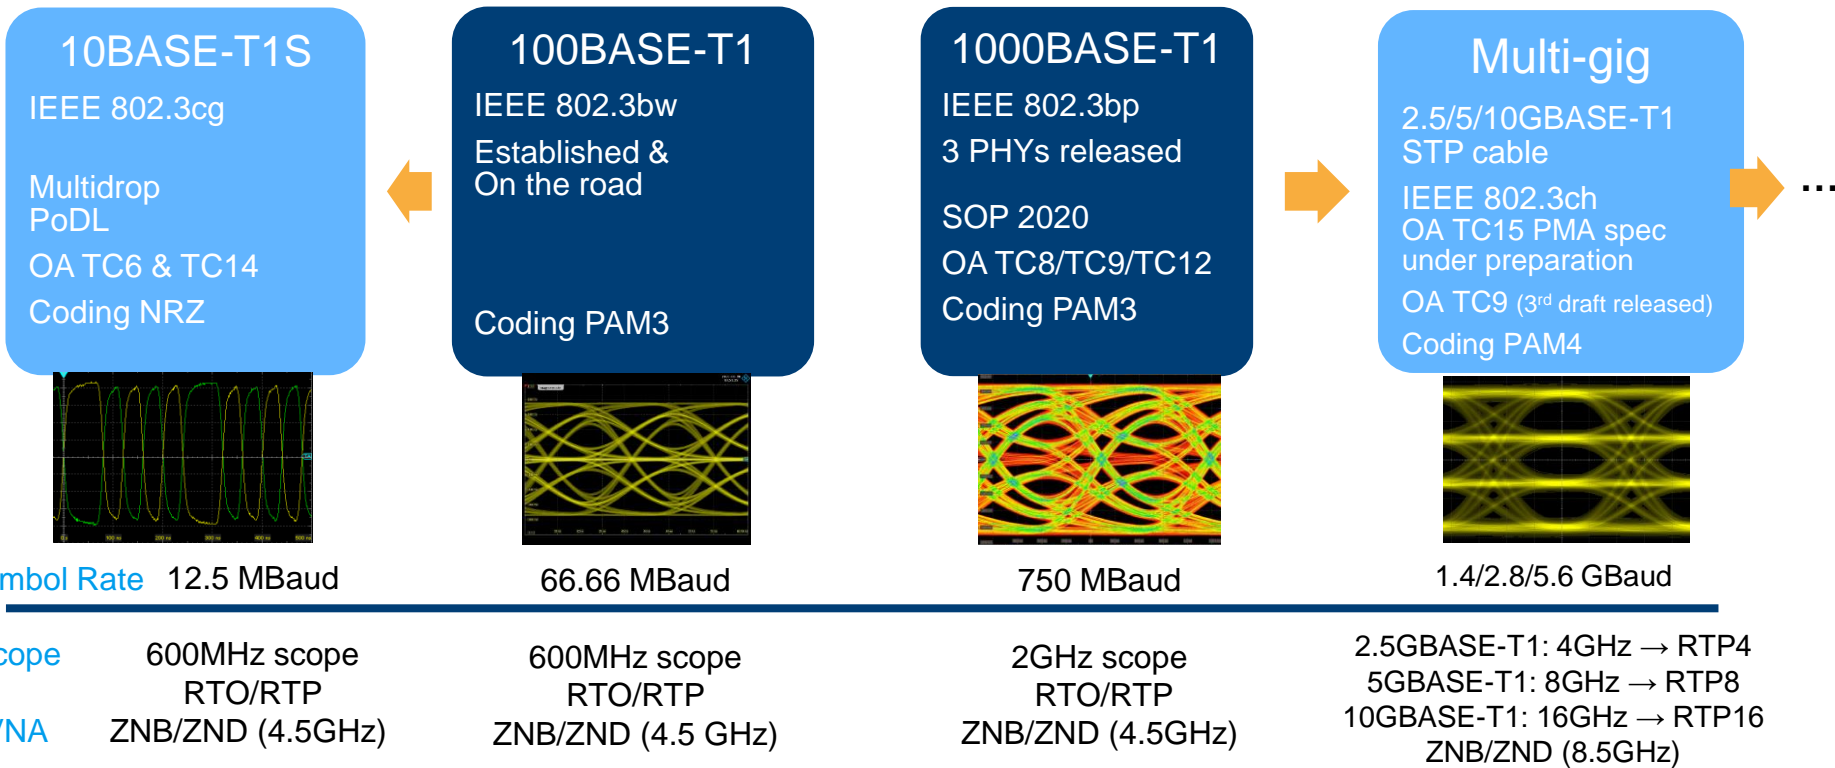 10BASE-T1S
IEEE 802.3cg
Multidrop
PoDL
OA TC6 & TC14
Coding NRZ
100BASE-T1
IEEE 802.3bw
Established &
On the road
Coding PAM3
1000BASE-T1
IEEE 802.3bp
3 PHYs released
SOP 2020
OA TC8/TC9/TC12
Coding PAM3
Multi-gig
2.5/5/10GBASE-T1
STP cable
IEEE 802.3ch
OA TC15 PMA spec
under preparation
OA TC9 (3rd draft released)
Coding PAM4
...
mbol Rate 12.5 MBaud
66.66 MBaud
750 MBaud
1.4/2.8/5.6 GBaud
cope
VNA
600MHz scope
RTO/RTP
ZNB/ZND (4.5GHz)
600MHz scope
RTO/RTP
ZNB/ZND (4.5 GHz)
2GHz scope
RTO/RTP
ZNB/ZND (4.5GHz)
2.5GBASE-T1: 4GHz → RTP4
5GBASE-T1: 8GHz → RTP8
10GBASE-T1: 16GHz → RTP16
ZNB/ZND (8.5GHz)